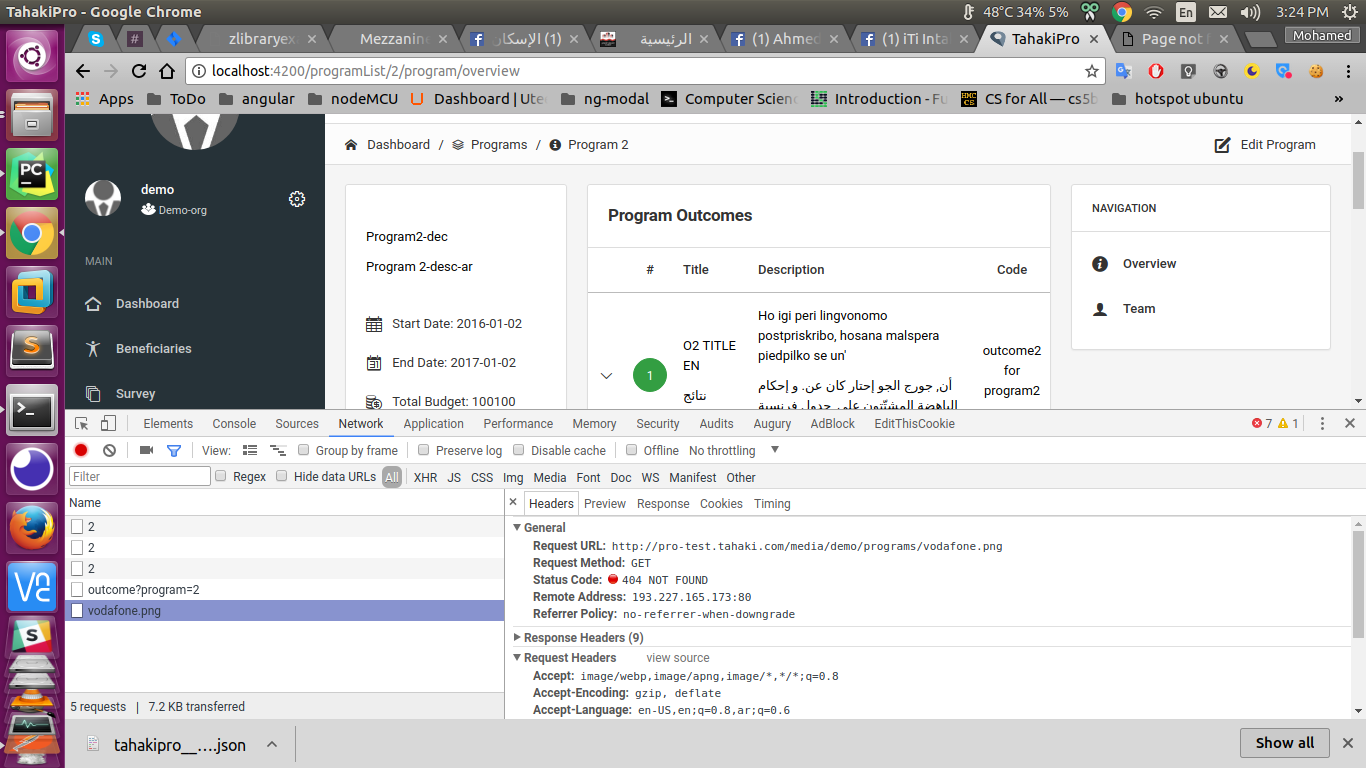 TahakiPro - Google Chrome
48°C 34% 5%
En
3:24 PM
zlibraryex
Mezzanin
(1) الإسكان
الرئيسية
(1) Ahmed
(1) iTi Inta
TahakiPro
Page not f
Mohamed
localhost:4200/programList/2/program/overview
Apps
ToDo
angular
nodeMCU
Dashboard | Ute
ng-modal
Computer Scienc
Introduction - Fu
CS for All — cs5b
hotspot ubuntu
»
Dashboard / Programs / Program 2
Edit Program
demo
Demo-org
MAIN
Dashboard
Beneficiaries
Survey
Program2-dec
Program 2-desc-ar
Start Date: 2016-01-02
End Date: 2017-01-02
Total Budget: 100100
Program Outcomes
# Title Description Code
1
O2 TITLE
EN
نتائج
Ho igi peri lingvonomo
postpriskribo, hosana malspera
piedpilko se un'
أن, جورج الجو إحتار كان عن. و إحكام
الباهضة المشتّتون على. جدول فرنسية
outcome2
for
program2
NAVIGATION
Overview
Team
Elements Console Sources Network Application Performance Memory Security Audits Augury AdBlock EditThisCookie 7 1
View: Group by frame Preserve log Disable cache Offline No throttling
Filter Regex Hide data URLs All XHR JS CSS Img Media Font Doc WS Manifest Other
Name
2
2
2
outcome?program=2
vodafone.png
5 requests | 7.2 KB transferred
Headers Preview Response Cookies Timing
General
Request URL: http://pro-test.tahaki.com/media/demo/programs/vodafone.png
Request Method: GET
Status Code: 404 NOT FOUND
Remote Address: 193.227.165.173:80
Referrer Policy: no-referrer-when-downgrade
Response Headers (9)
Request Headers view source
Accept: image/webp,image/apng,image/*,*/*;q=0.8
Accept-Encoding: gzip, deflate
Accept-Language: en-US,en;q=0.8,ar;q=0.6
tahakipro__....json
Show all